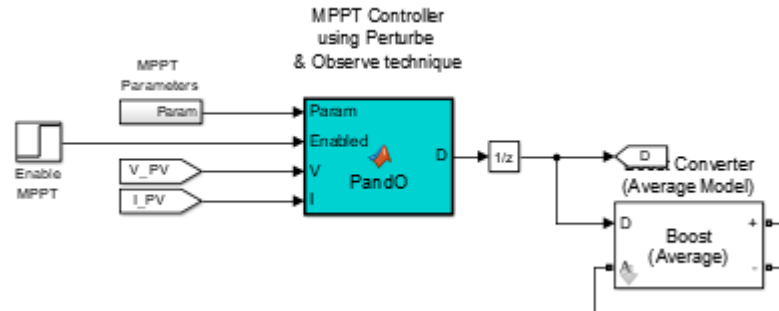 MPPT Controller
using Perturbe
& Observe technique
MPPT
Parameters
Param
Enable
MPPT
V_PV
I_PV
Param
Enabled
V
I
D
PandO
1/z
D
Converter
(Average Model)
D
A
Boost
(Average)
+
-